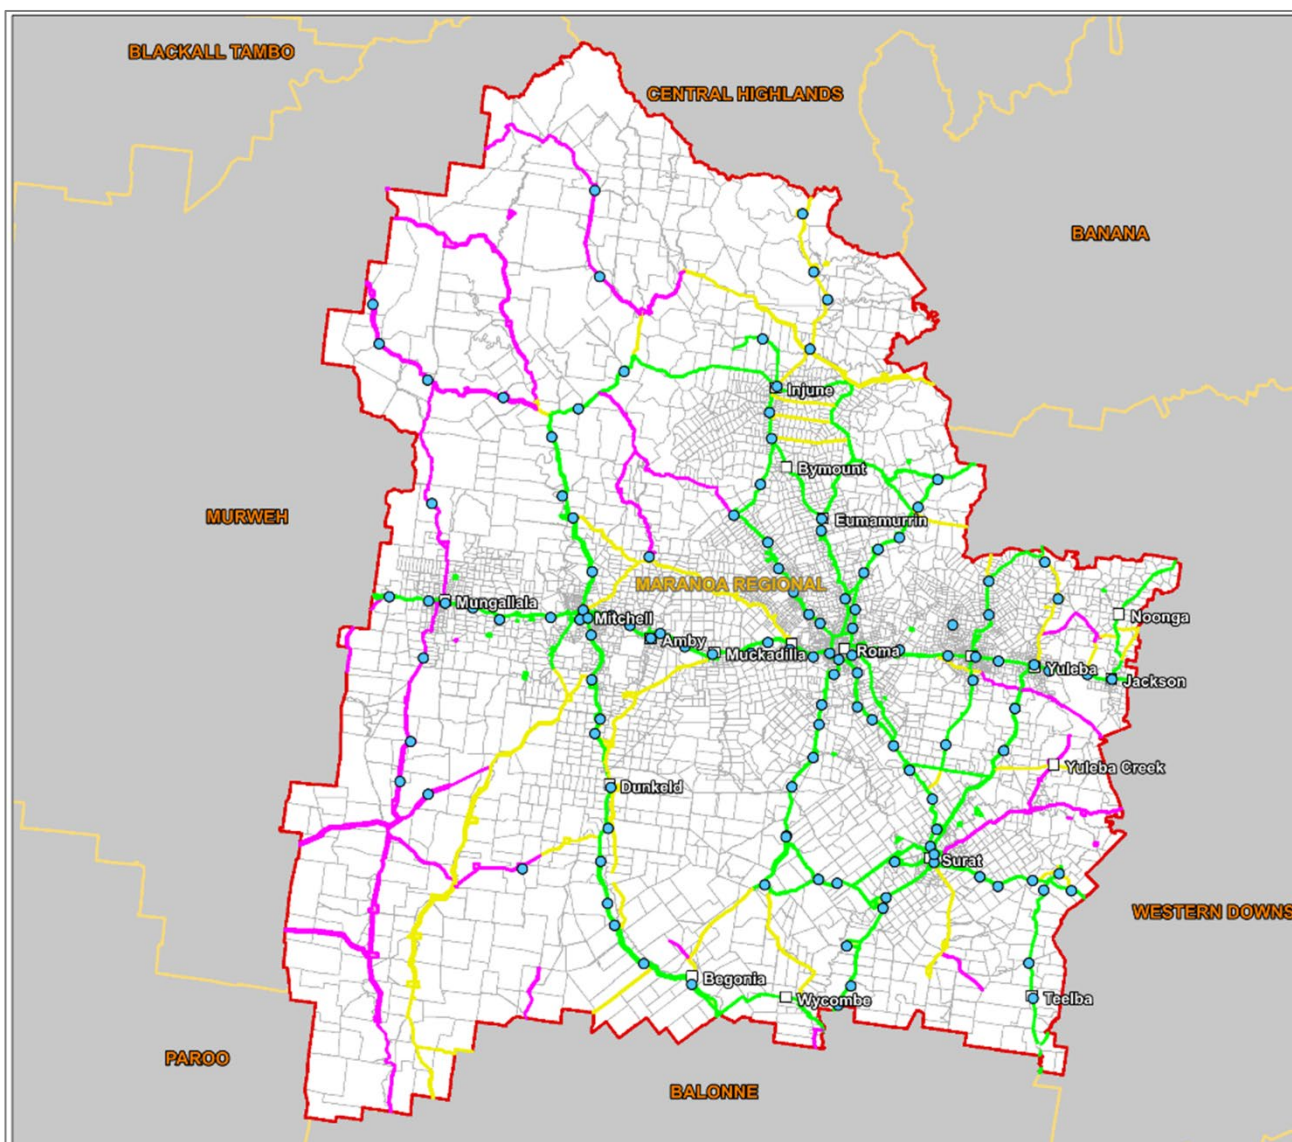 BLACKALL TAMBO
CENTRAL HIGHLANDS
BANANA
Injune
Bymount
MURWEH
Eumamurrin
MARANOA REGIONAL
Mungallala
Mitchell
Noonga
Amby
Muckadilla
Roma
Yuleba
Jackson
Yuleba Creek
Dunkeld
Surat
WESTERN DOWNS
Begonia
Wycombe
Teelba
PAROO
BALONNE